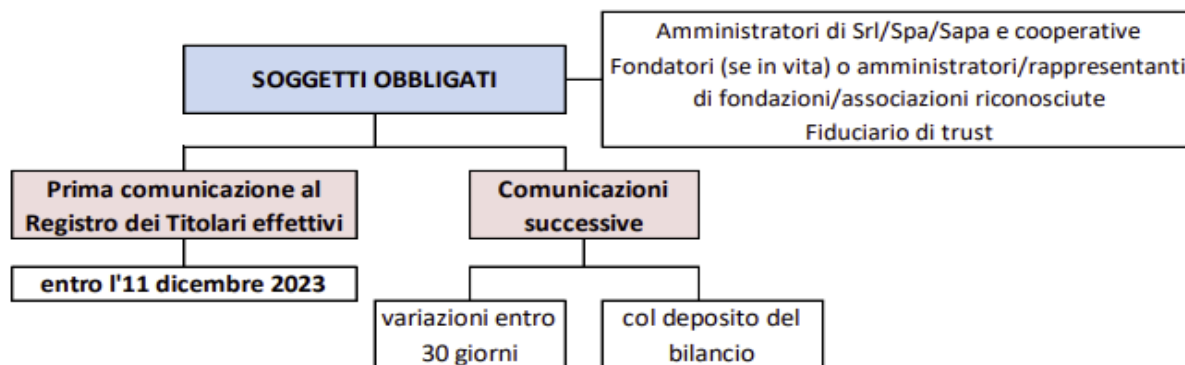 SOGGETTI OBBLIGATI
Amministratori di Srl/Spa/Sapa e cooperative
Fondatori (se in vita) o amministratori/rappresentanti
di fondazioni/associazioni riconosciute
Fiduciario di trust
Prima comunicazione al
Registro dei Titolari effettivi
entro l'11 dicembre 2023
Comunicazioni
successive
variazioni entro
30 giorni
col deposito del
bilancio